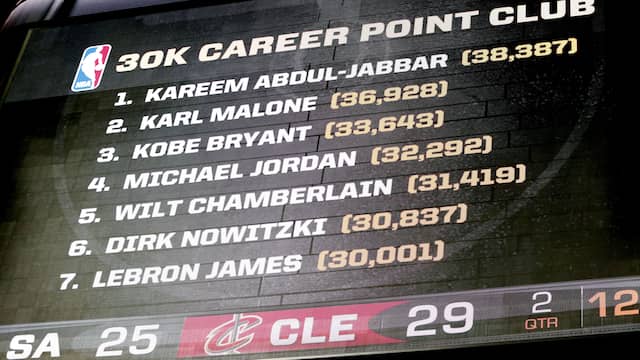 NBA
30K CAREER POINT CLUB
1. KAREEM ABDUL-JABBAR (38,387)
2. KARL MALONE (36,928)
3. KOBE BRYANT (33,643)
4. MICHAEL JORDAN (32,292)
5. WILT CHAMBERLAIN (31,419)
6. DIRK NOWITZKI (30,837)
7. LEBRON JAMES (30,001)
SA 25 CLE 29 2 QTR 12